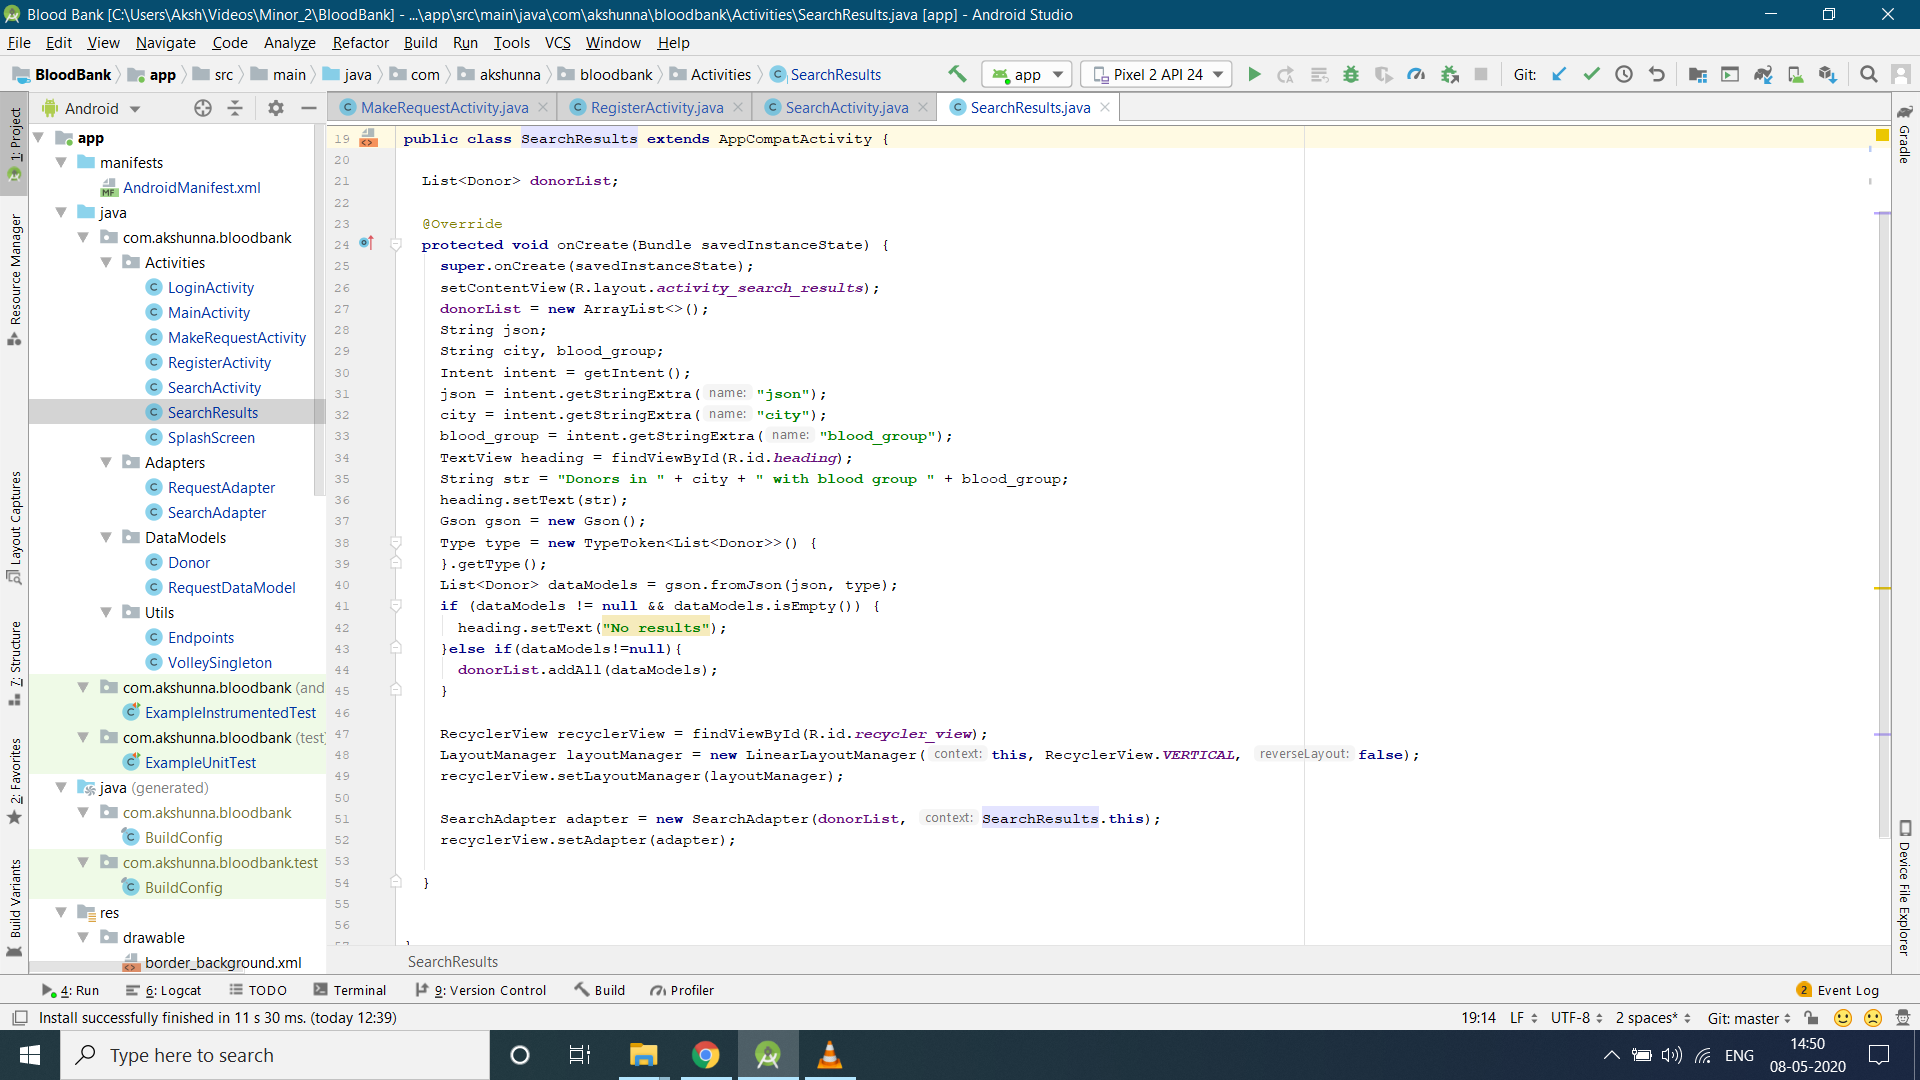 Blood Bank [C:\Users\Aksh\Videos\Minor_2\BloodBank] - ...\app\src\main\java\com\akshunna\bloodbank\Activities\SearchResults.java [app] - Android Studio
File Edit View Navigate Code Analyze Refactor Build Run Tools VCS Window Help
BloodBank app src main java com akshunna bloodbank Activities SearchResults app Pixel 2 API 24 Git:
Android MakeRequestActivity.java RegisterActivity.java SearchActivity.java SearchResults.java
1: Project
Resource Manager
Layout Captures
7: Structure
2: Favorites
Build Variants
app
manifests
AndroidManifest.xml
java
com.akshunna.bloodbank
Activities
LoginActivity
MainActivity
MakeRequestActivity
RegisterActivity
SearchActivity
SearchResults
SplashScreen
Adapters
RequestAdapter
SearchAdapter
DataModels
Donor
RequestDataModel
Utils
Endpoints
VolleySingleton
com.akshunna.bloodbank (and
ExampleInstrumentedTest
com.akshunna.bloodbank (test)
ExampleUnitTest
java (generated)
com.akshunna.bloodbank
BuildConfig
com.akshunna.bloodbank.test
BuildConfig
res
drawable
border_background.xml
19 public class SearchResults extends AppCompatActivity {
20
21 List<Donor> donorList;
22
23 @Override
24 protected void onCreate(Bundle savedInstanceState) {
25 super.onCreate(savedInstanceState);
26 setContentView(R.layout.activity_search_results);
27 donorList = new ArrayList<>();
28 String json;
29 String city, blood_group;
30 Intent intent = getIntent();
31 json = intent.getStringExtra( name: "json");
32 city = intent.getStringExtra( name: "city");
33 blood_group = intent.getStringExtra( name: "blood_group");
34 TextView heading = findViewById(R.id.heading);
35 String str = "Donors in " + city + " with blood group " + blood_group;
36 heading.setText(str);
37 Gson gson = new Gson();
38 Type type = new TypeToken<List<Donor>>() {
39 }.getType();
40 List<Donor> dataModels = gson.fromJson(json, type);
41 if (dataModels != null && dataModels.isEmpty()) {
42 heading.setText("No results");
43 }else if(dataModels!=null){
44 donorList.addAll(dataModels);
45 }
46
47 RecyclerView recyclerView = findViewById(R.id.recycler_view);
48 LayoutManager layoutManager = new LinearLayoutManager( context: this, RecyclerView.VERTICAL, reverseLayout: false);
49 recyclerView.setLayoutManager(layoutManager);
50
51 SearchAdapter adapter = new SearchAdapter(donorList, context: SearchResults.this);
52 recyclerView.setAdapter(adapter);
53
54 }
55
56
SearchResults
Gradle
Device File Explorer
4: Run 6: Logcat TODO Terminal 9: Version Control Build Profiler 2 Event Log
Install successfully finished in 11 s 30 ms. (today 12:39) 19:14 LF UTF-8 2 spaces* Git: master
Type here to search ENG 14:50
08-05-2020